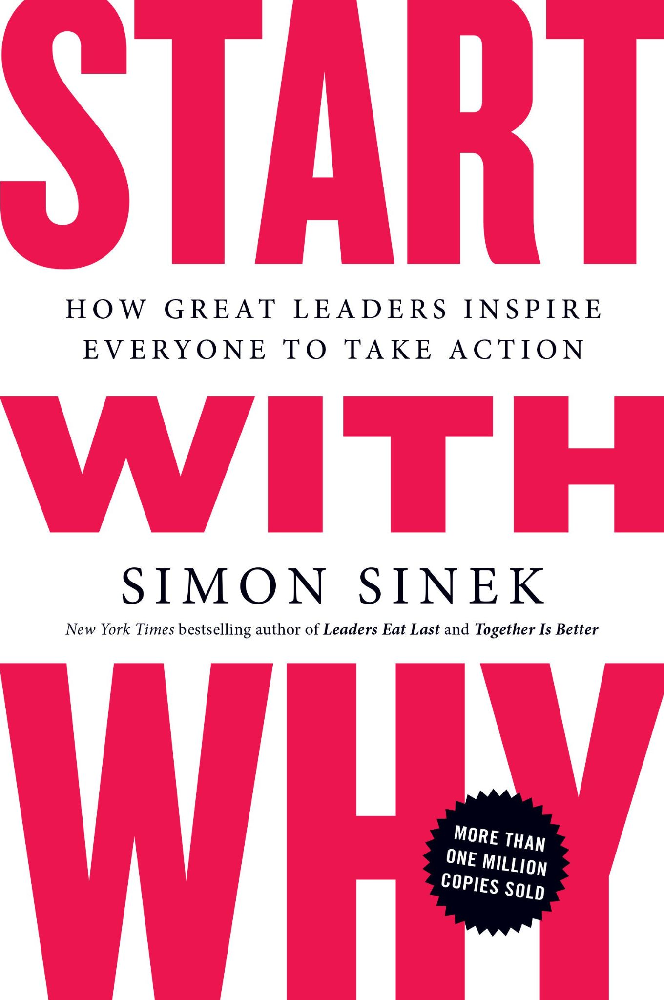 START
HOW GREAT LEADERS INSPIRE
EVERYONE TO TAKE ACTION
WITH
SIMON SINEK
New York Times bestselling author of Leaders Eat Last and Together Is Better
WHY
MORE THAN
ONE MILLION
COPIES SOLD